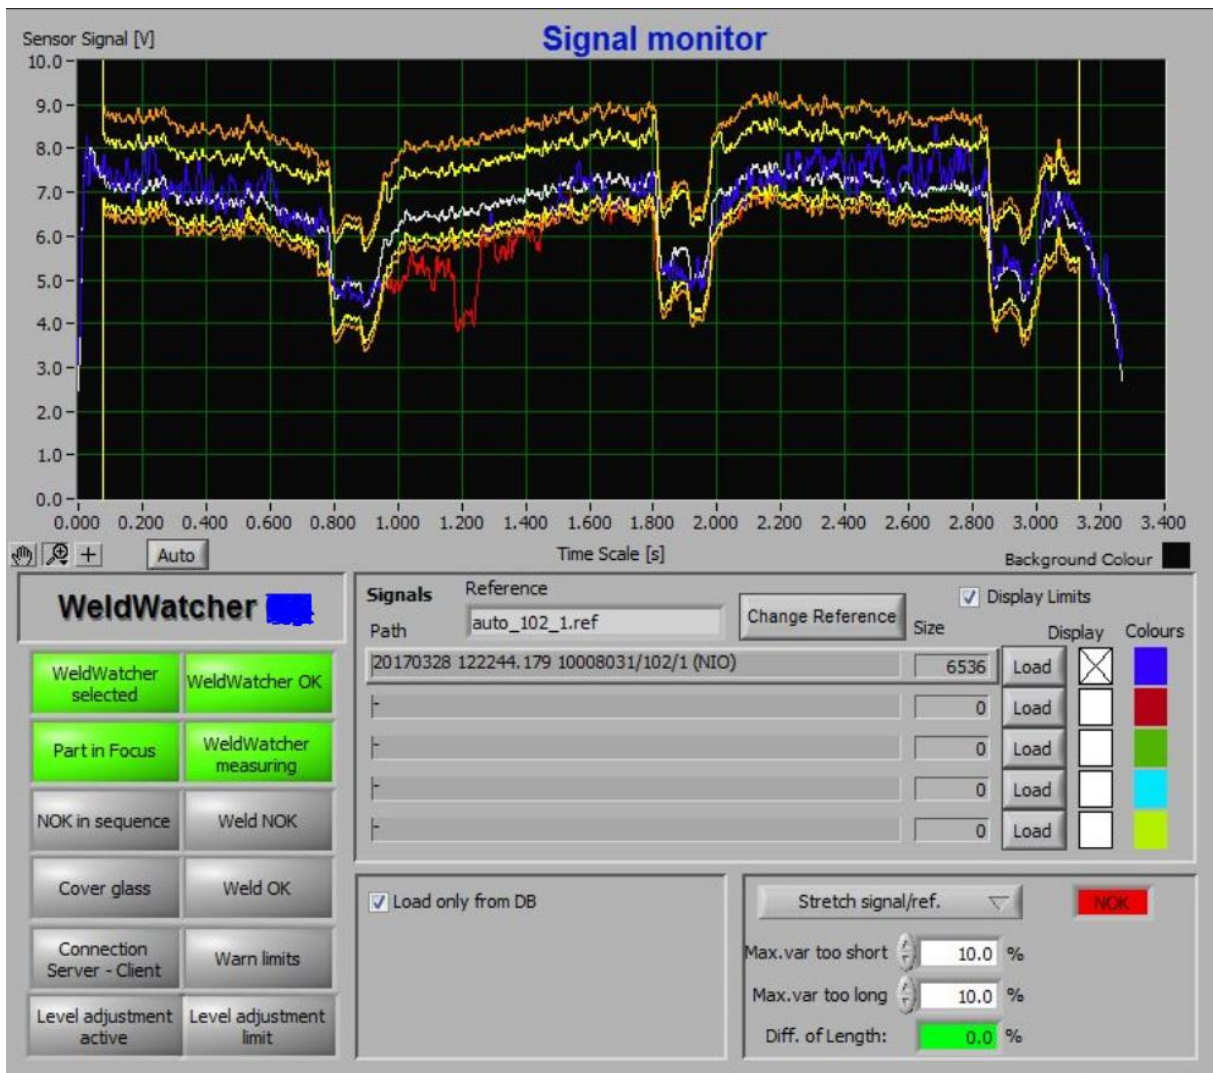 Signal monitor
Sensor Signal [V]
10.0
9.0
8.0
7.0
6.0
5.0
4.0
3.0
2.0
1.0
0.0
0.000 0.200 0.400 0.600 0.800 1.000 1.200 1.400 1.600 1.800 2.000 2.200 2.400 2.600 2.800 3.000 3.200 3.400
Auto
Time Scale [s]
Background Colour
WeldWatcher
WeldWatcher
selected
WeldWatcher OK
Part in Focus
WeldWatcher
measuring
NOK in sequence
Weld NOK
Cover glass
Weld OK
Connection
Server - Client
Warn limits
Level adjustment
active
Level adjustment
limit
Signals
Reference
Path
auto_102_1.ref
Change Reference
Display Limits
Size
Display
Colours
20170328 122244.179 10008031/102/1 (NIO)
6536
Load
-
0
Load
-
0
Load
-
0
Load
-
0
Load
Load only from DB
Stretch signal/ref.
NOK
Max.var too short 10.0 %
Max.var too long 10.0 %
Diff. of Length: 0.0 %